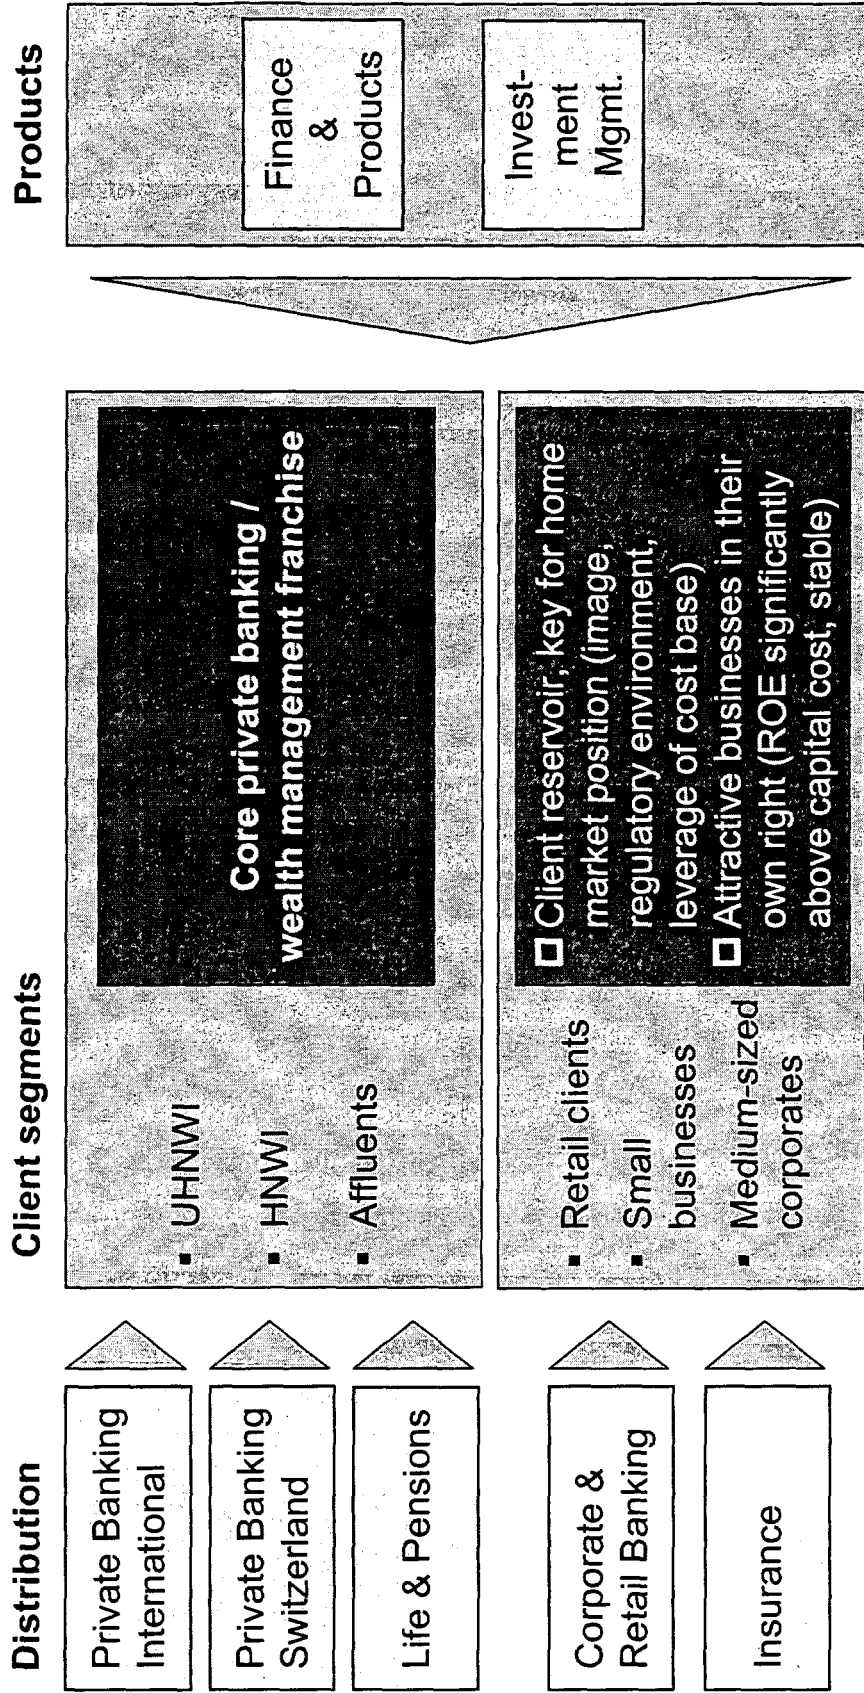 Distribution
Client segments
Products
Private Banking
International
Private Banking
Switzerland
Life & Pensions
Corporate &
Retail Banking
Insurance
▪ UHNWI
▪ HNWI
▪ Affluents
Core private banking /
wealth management franchise
▪ Retail clients
▪ Small
businesses
▪ Medium-sized
corporates
❑ Client reservoir, key for home
market position (image,
regulatory environment,
leverage of cost base)
❑ Attractive businesses in their
own right (ROE significantly
above capital cost, stable)
Finance
&
Products
Invest-
ment
Mgmt.